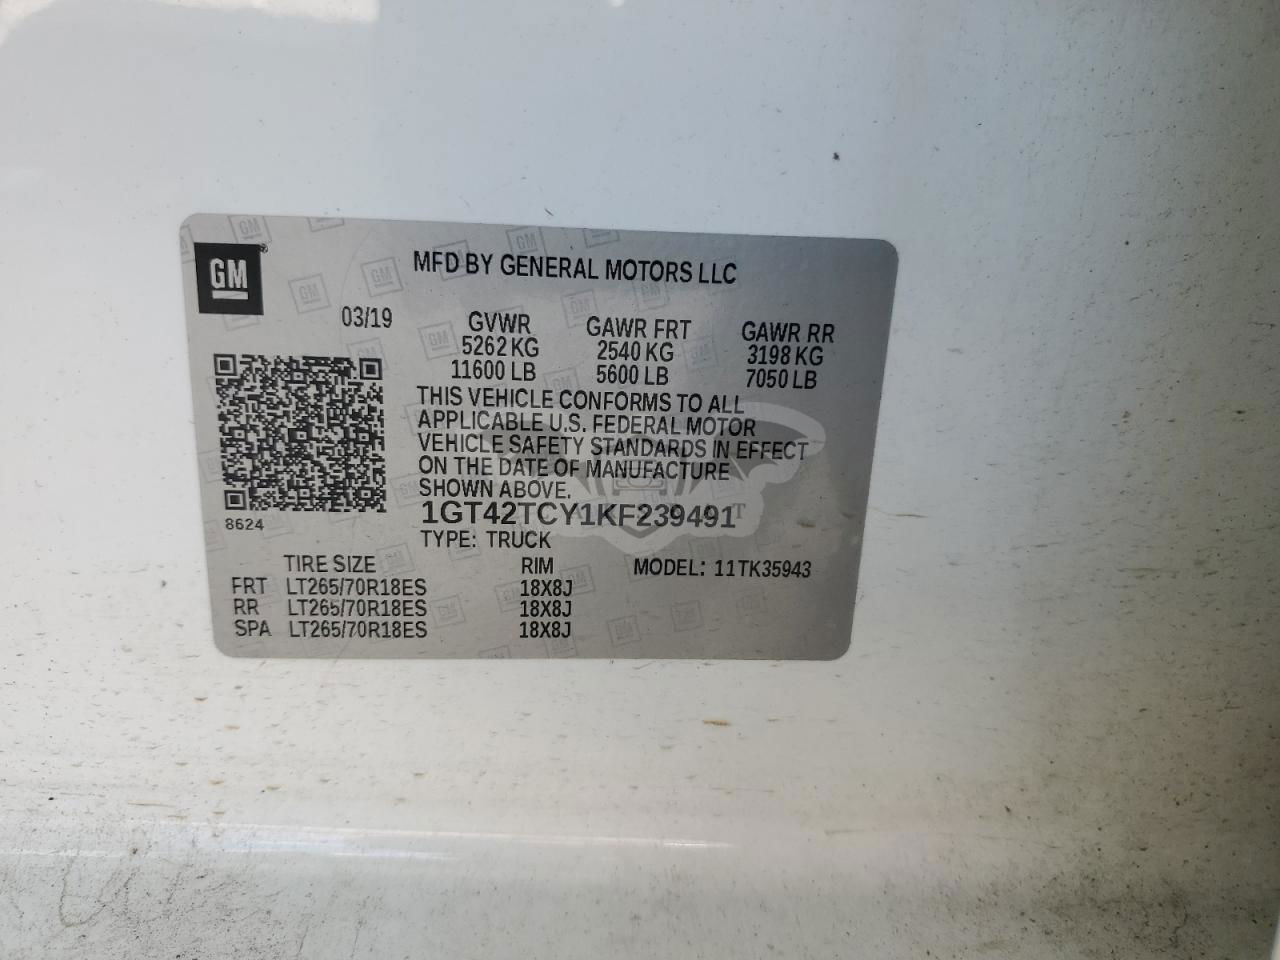 GM
MFD BY GENERAL MOTORS LLC
03/19
GVWR GAWR FRT GAWR RR
5262 KG 2540 KG 3198 KG
11600 LB 5600 LB 7050 LB
THIS VEHICLE CONFORMS TO ALL
APPLICABLE U.S. FEDERAL MOTOR
VEHICLE SAFETY STANDARDS IN EFFECT
ON THE DATE OF MANUFACTURE
SHOWN ABOVE.
8624
1GT42TCY1KF239491
TYPE: TRUCK
TIRE SIZE RIM MODEL: 11TK35943
FRT LT265/70R18ES 18X8J
RR LT265/70R18ES 18X8J
SPA LT265/70R18ES 18X8J